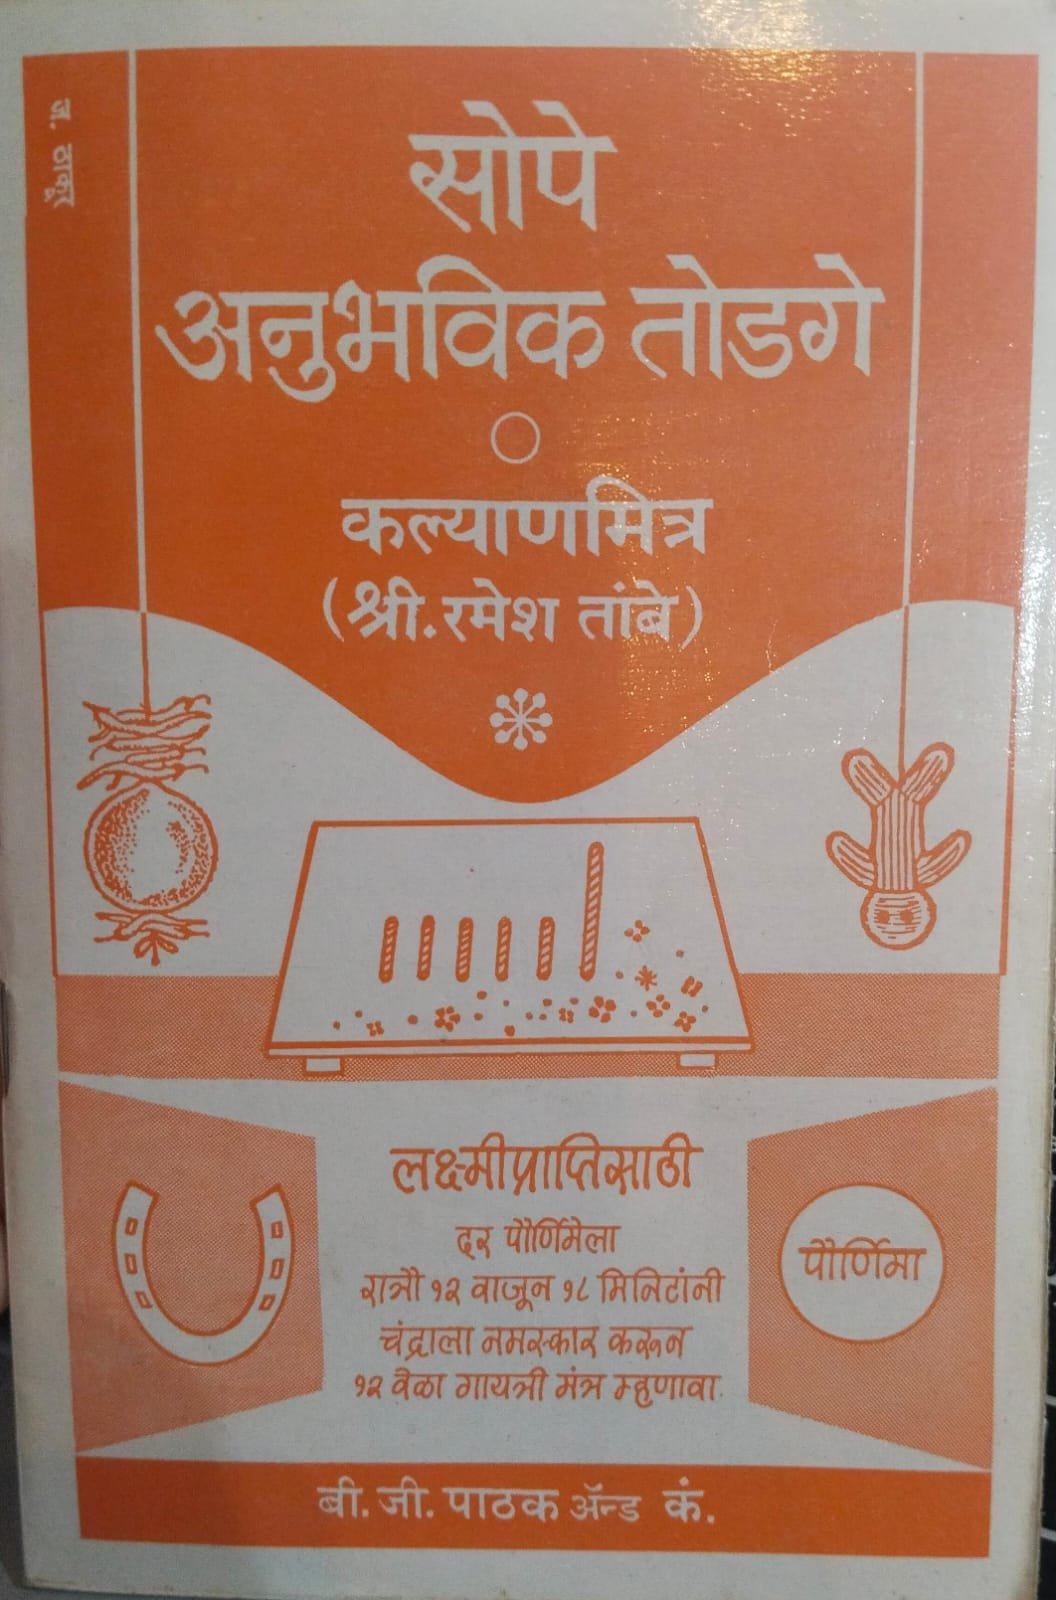 ज. ठाकूर
सोपे
अनुभविक तोडगे
कल्याणमित्र
(श्री. रमेश तांबे)
लक्ष्मीप्राप्तिसाठी
दर पौर्णिमेला
रात्रौ १२ वाजून १८ मिनिटांनी
चंद्राला नमस्कार करून
१२ वेळा गायत्री मंत्र म्हणावा.
पौर्णिमा
बी. जी. पाठक ॲन्ड कं.